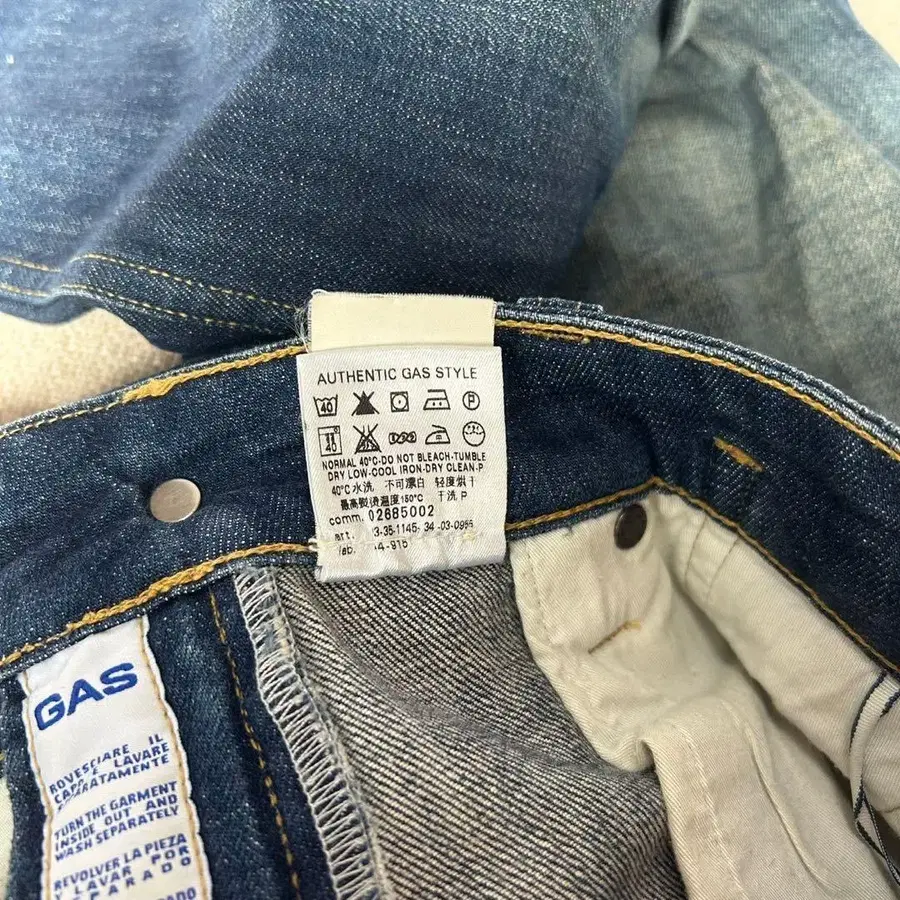 AUTHENTIC GAS STYLE
40 P
40°
NORMAL 40°C-DO NOT BLEACH-TUMBLE
DRY LOW-COOL IRON-DRY CLEAN-P
40°C水洗 不可漂白 轻度烘干
最高熨烫温度150°C 干洗 P
comm. 02685002
GAS
ROVESCIARE IL
CAPO E LAVARE
TURN THE GARMENT
INSIDE OUT AND
WASH SEPARATELY
REVOLVER LA PIEZA
Y LAVAR POR